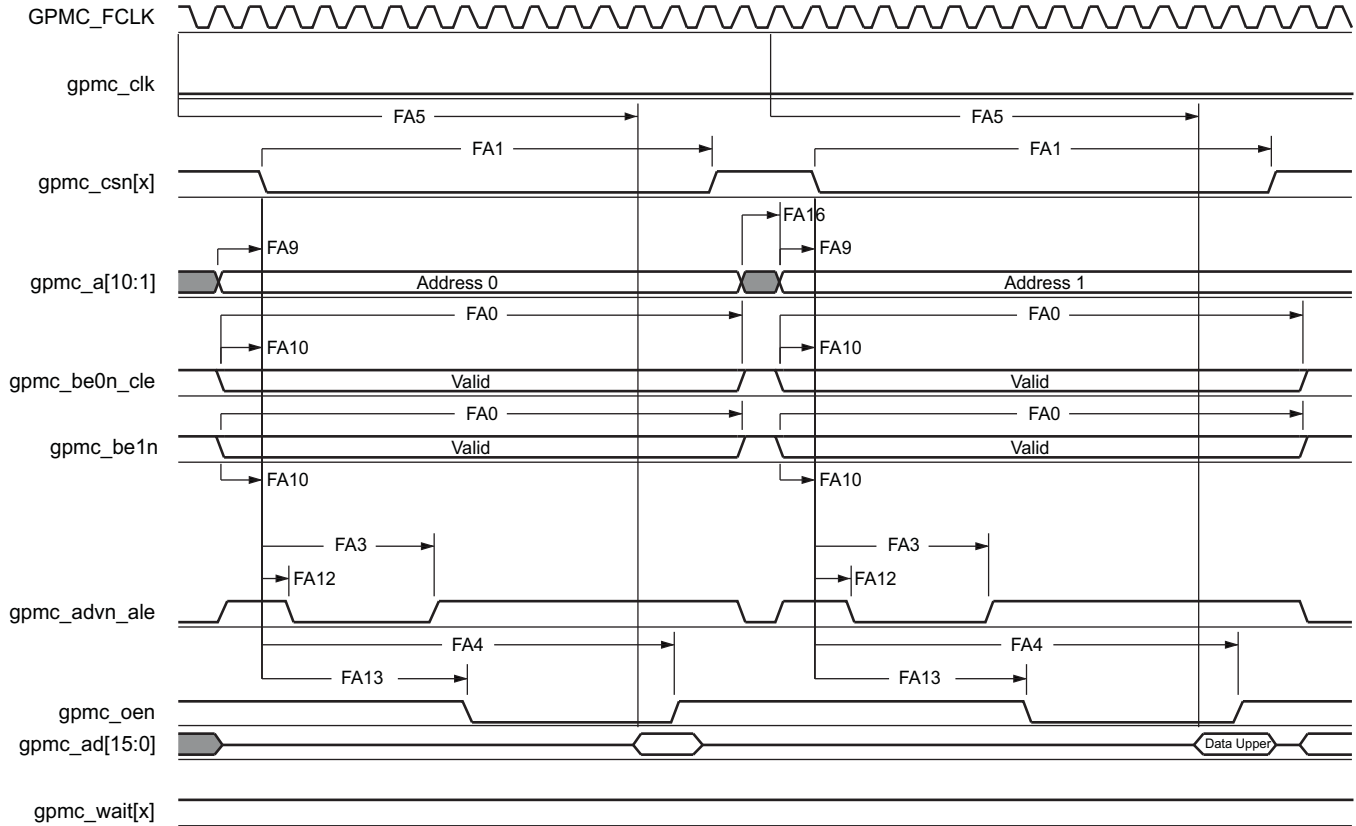 GPMC_FCLK
gpmc_clk
FA5 FA5
FA1 FA1
gpmc_csn[x]
FA16
FA9 FA9
gpmc_a[10:1] Address 0 Address 1
FA0 FA0
FA10 FA10
gpmc_be0n_cle Valid Valid
FA0 FA0
gpmc_be1n Valid Valid
FA10 FA10
FA3 FA3
FA12 FA12
gpmc_advn_ale
FA4 FA4
FA13 FA13
gpmc_oen
gpmc_ad[15:0] Data Upper
gpmc_wait[x]